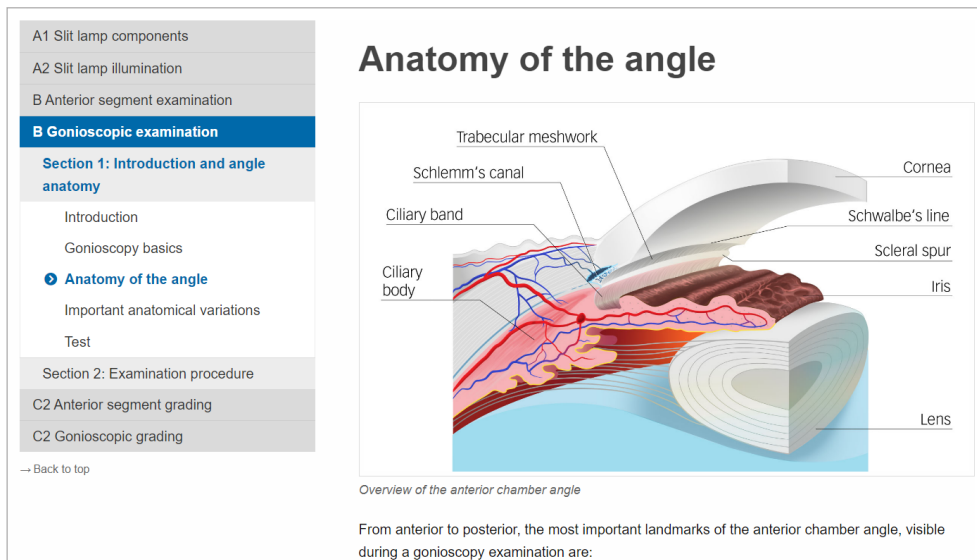 A1 Slit lamp components
A2 Slit lamp illumination
B Anterior segment examination
B Gonioscopic examination
Section 1: Introduction and angle
anatomy
Introduction
Gonioscopy basics
Anatomy of the angle
Important anatomical variations
Test
Section 2: Examination procedure
C2 Anterior segment grading
C2 Gonioscopic grading
→ Back to top
Anatomy of the angle
Trabecular meshwork
Schlemm's canal
Ciliary band
Ciliary
body
Cornea
Schwalbe's line
Scleral spur
Iris
Lens
Overview of the anterior chamber angle
From anterior to posterior, the most important landmarks of the anterior chamber angle, visible
during a gonioscopy examination are: